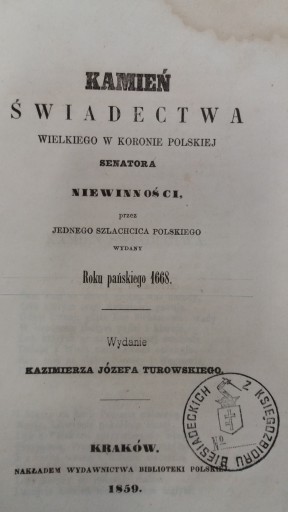 KAMIEŃ
ŚWIADECTWA
WIELKIEGO W KORONIE POLSKIEJ
SENATORA
NIEWINNOŚCI,
przez
JEDNEGO SZLACHCICA POLSKIEGO
WYDANY
Roku pańskiego 1668.
Wydanie
KAZIMIERZA JÓZEFA TUROWSKIEGO.
Z KSIĘGOZBIORU BIESIADECKICH
No
KRAKÓW.
NAKŁADEM WYDAWNICTWA BIBLIOTEKI POLSKIEJ
1859.